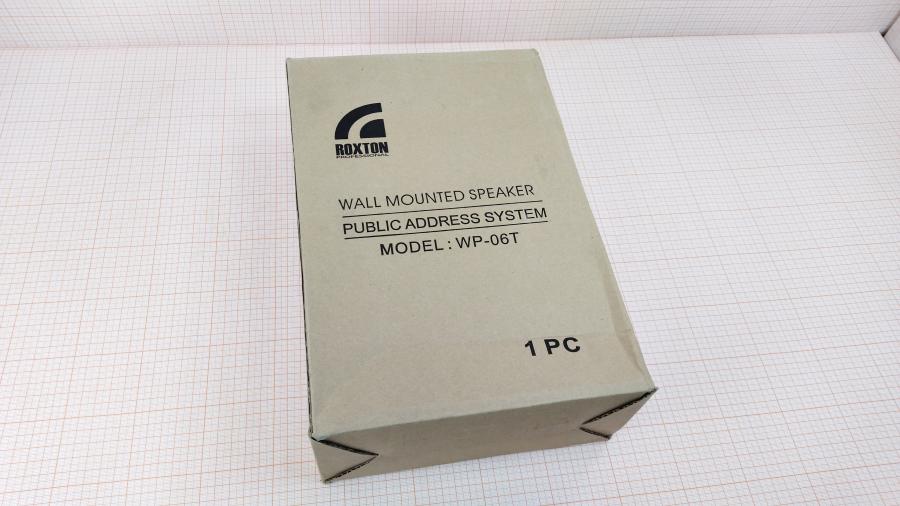 ROXTON
PROFESSIONAL
WALL MOUNTED SPEAKER
PUBLIC ADDRESS SYSTEM
MODEL : WP-06T
1 PC